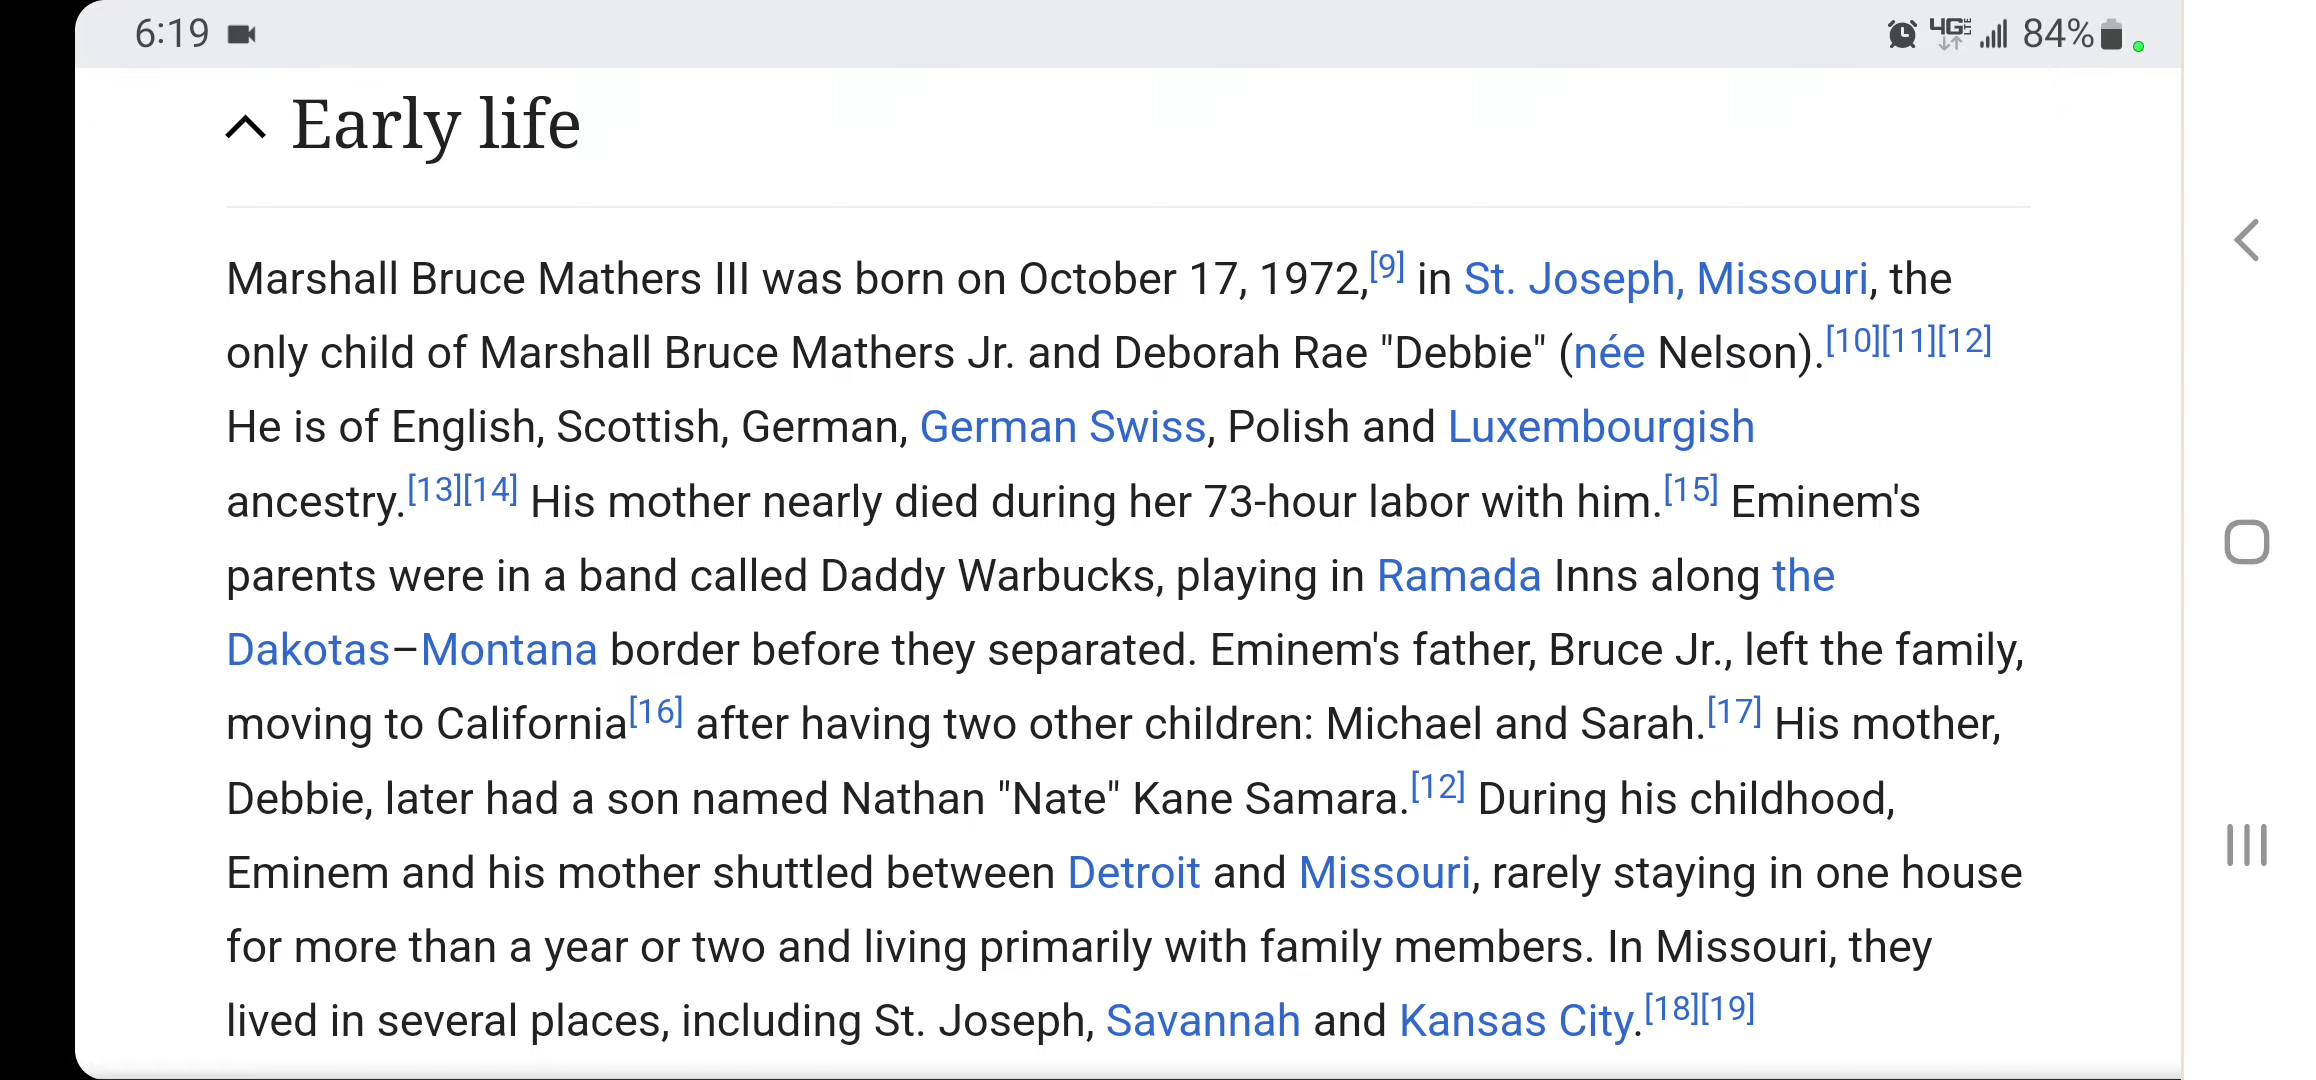 6:19 4G LTE 84%
Early life
Marshall Bruce Mathers III was born on October 17, 1972,[9] in St. Joseph, Missouri, the
only child of Marshall Bruce Mathers Jr. and Deborah Rae "Debbie" (née Nelson).[10][11][12]
He is of English, Scottish, German, German Swiss, Polish and Luxembourgish
ancestry.[13][14] His mother nearly died during her 73-hour labor with him.[15] Eminem's
parents were in a band called Daddy Warbucks, playing in Ramada Inns along the
Dakotas–Montana border before they separated. Eminem's father, Bruce Jr., left the family,
moving to California[16] after having two other children: Michael and Sarah.[17] His mother,
Debbie, later had a son named Nathan "Nate" Kane Samara.[12] During his childhood,
Eminem and his mother shuttled between Detroit and Missouri, rarely staying in one house
for more than a year or two and living primarily with family members. In Missouri, they
lived in several places, including St. Joseph, Savannah and Kansas City.[18][19]